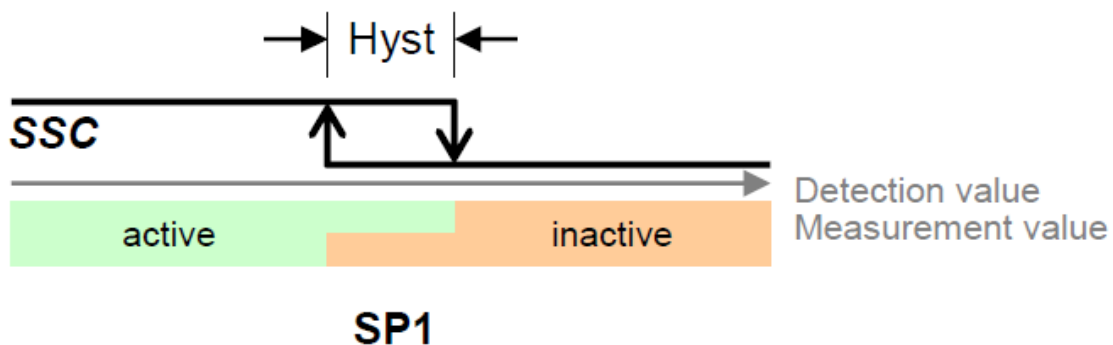 Hyst
SSC
Detection value
Measurement value
active
inactive
SP1